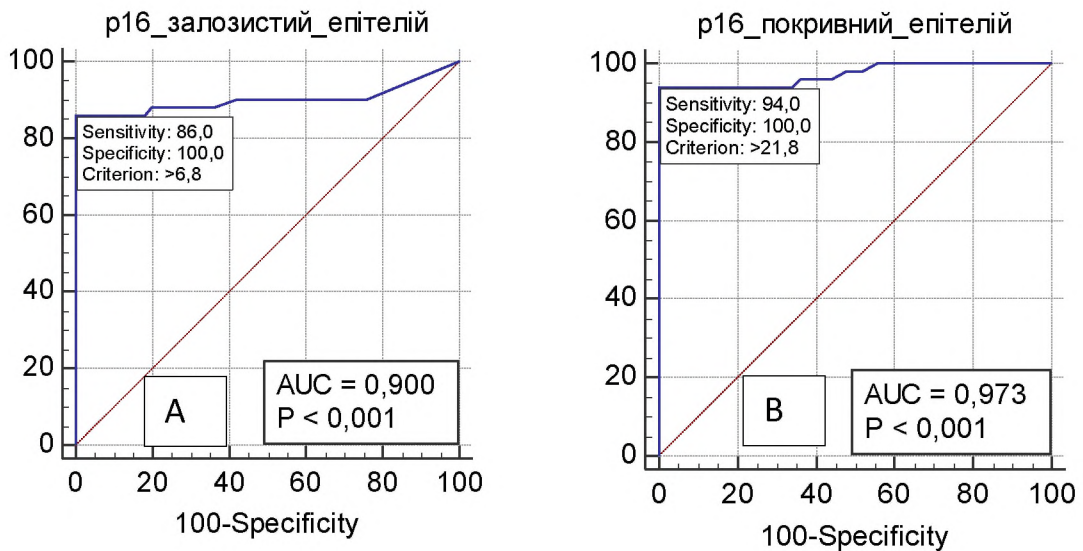 p16_залозистий_епітелій
100
80
60
40
20
0
Sensitivity: 86,0
Specificity: 100,0
Criterion: >6,8
A
AUC = 0,900
P < 0,001
0 20 40 60 80 100
100-Specificity
p16_покривний_епітелій
100
80
60
40
20
0
Sensitivity: 94,0
Specificity: 100,0
Criterion: >21,8
B
AUC = 0,973
P < 0,001
0 20 40 60 80 100
100-Specificity